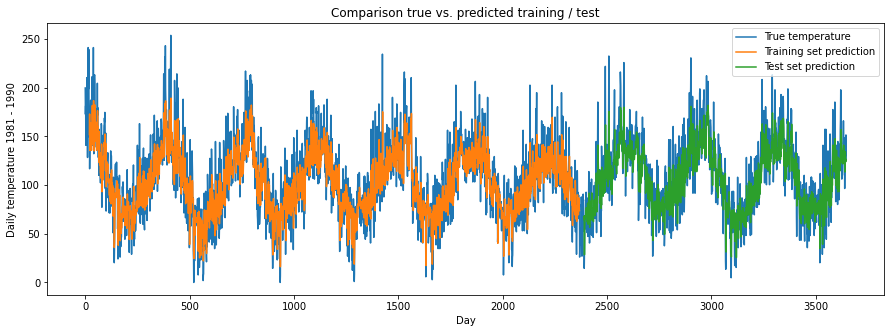 Comparison true vs. predicted training / test
True temperature
Training set prediction
Test set prediction
Daily temperature 1981 - 1990
250
200
150
100
50
0
0 500 1000 1500 2000 2500 3000 3500
Day